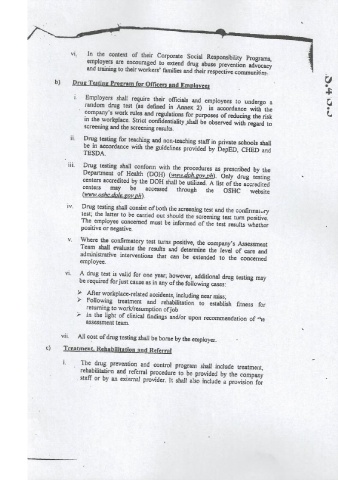 vi. In the context of their Corporate Social Responsibility Programs,
employers are encouraged to extend drug abuse prevention advocacy
and training to their workers' families and their respective communities.
b) Drug Testing Program for Officers and Employees
i. Employers shall require their officials and employees to undergo a
random drug test (as defined in Annex 2) in accordance with the
company's work rules and regulations for purposes of reducing the risk
in the workplace. Strict confidentiality shall be observed with regard to
screening and the screening results.
ii. Drug testing for teaching and non-teaching staff in private schools shall
be in accordance with the guidelines provided by DepED, CHED and
TESDA.
iii. Drug testing shall conform with the procedures as prescribed by the
Department of Health (DOH) (www.doh.gov.ph). Only drug testing
centers accredited by the DOH shall be utilized. A list of the accredited
centers may be accessed through the OSHC website
(www.oshc.dole.gov.ph).
iv. Drug testing shall consist of both the screening test and the confirmatory
test; the latter to be carried out should the screening test turn positive.
The employee concerned must be informed of the test results whether
positive or negative.
v. Where the confirmatory test turns positive, the company's Assessment
Team shall evaluate the results and determine the level of care and
administrative interventions that can be extended to the concerned
employee.
vi. A drug test is valid for one year; however, additional drug testing may
be required for just cause as in any of the following cases:
➤ After workplace-related accidents, including near miss;
➤ Following treatment and rehabilitation to establish fitness for
returning to work/resumption of job
➤ in the light of clinical findings and/or upon recommendation of
assessment team.
vii. All cost of drug testing shall be borne by the employer.
c) Treatment, Rehabilitation and Referral
i. The drug prevention and control program shall include treatment,
rehabilitation and referral procedure to be provided by the company
staff or by an external provider. It shall also include a provision for